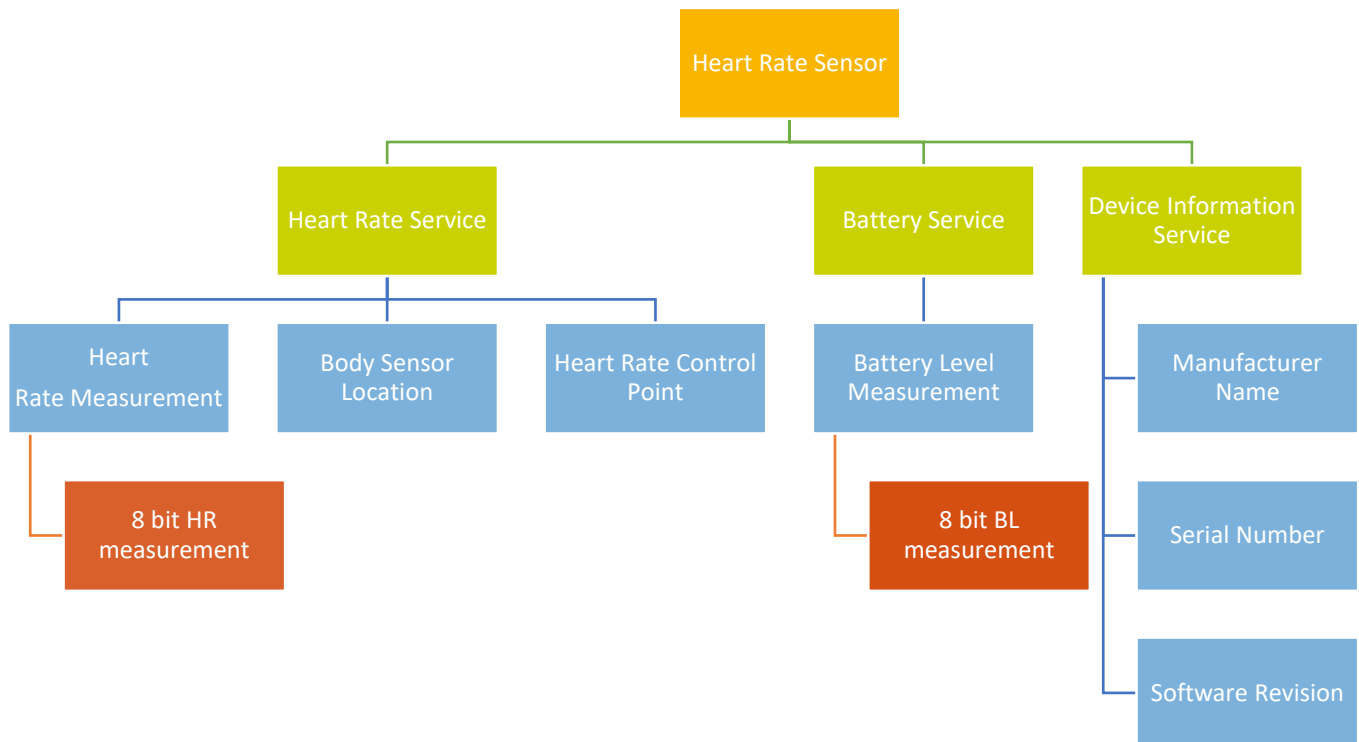 Heart Rate Sensor
Heart Rate Service
Battery Service
Device Information
Service
Heart
Rate Measurement
Body Sensor
Location
Heart Rate Control
Point
Battery Level
Measurement
Manufacturer
Name
8 bit HR
measurement
8 bit BL
measurement
Serial Number
Software Revision